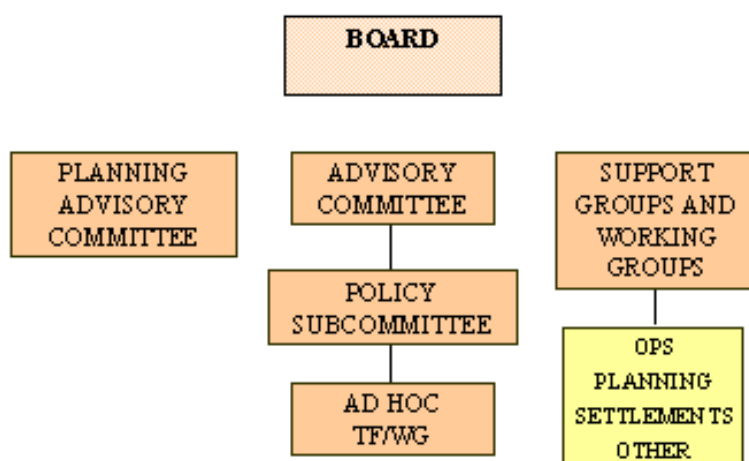 BOARD
PLANNING
ADVISORY
COMMITTEE
ADVISORY
COMMITTEE
SUPPORT
GROUPS AND
WORKING
GROUPS
POLICY
SUBCOMMITTEE
AD HOC
TF/WG
OPS
PLANNING
SETTLEMENTS
OTHER